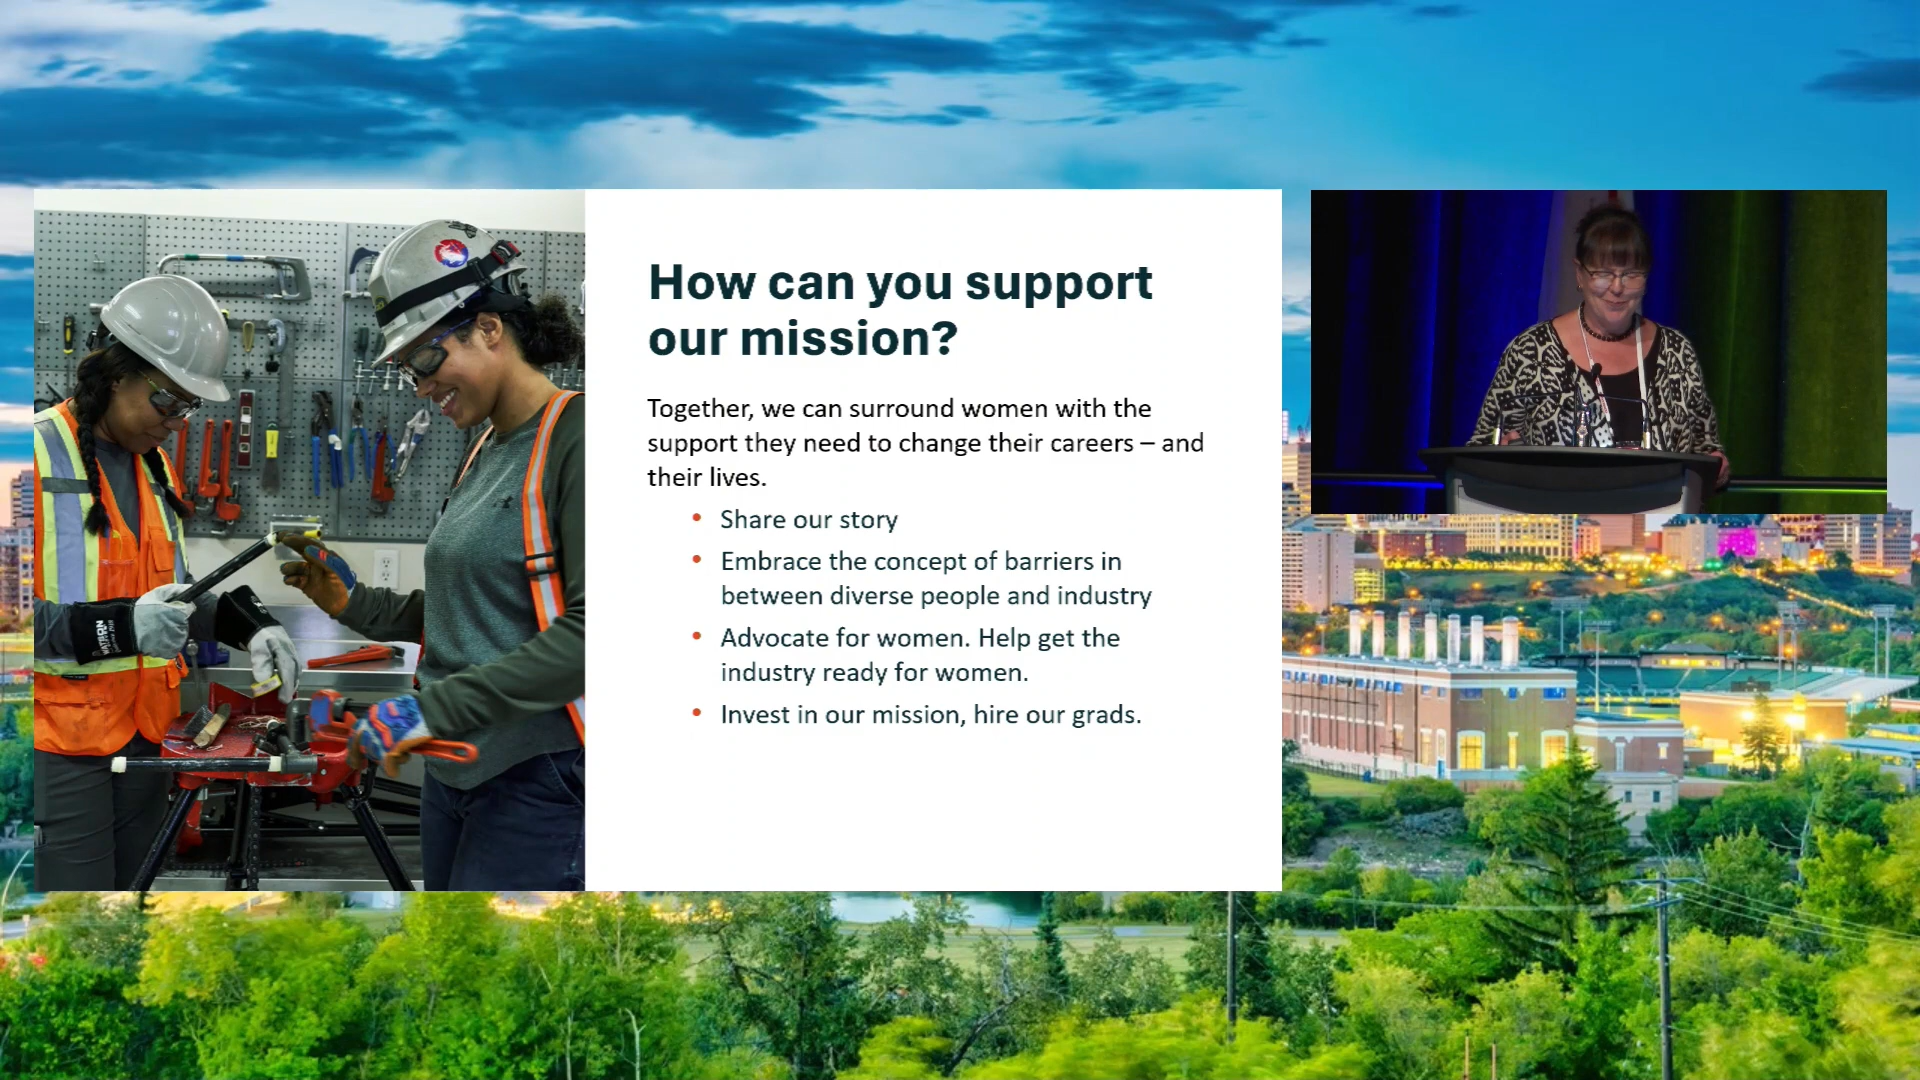 How can you support
our mission?
Together, we can surround women with the
support they need to change their careers – and
their lives.
• Share our story
• Embrace the concept of barriers in
between diverse people and industry
• Advocate for women. Help get the
industry ready for women.
• Invest in our mission, hire our grads.
WATSON